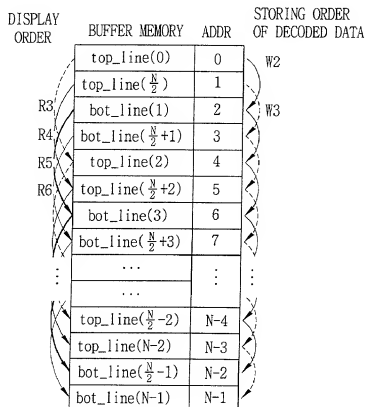 DISPLAY ORDER
BUFFER MEMORY
ADDR
STORING ORDER OF DECODED DATA
top_line(0) 0 W2
top_line(N/2) 1
R3 bot_line(1) 2 W3
R4 bot_line(N/2+1) 3
R5 top_line(2) 4
R6 top_line(N/2+2) 5
bot_line(3) 6
bot_line(N/2+3) 7
⋮ ... ⋮ ⋮
...
top_line(N/2-2) N-4
top_line(N-2) N-3
bot_line(N/2-1) N-2
bot_line(N-1) N-1